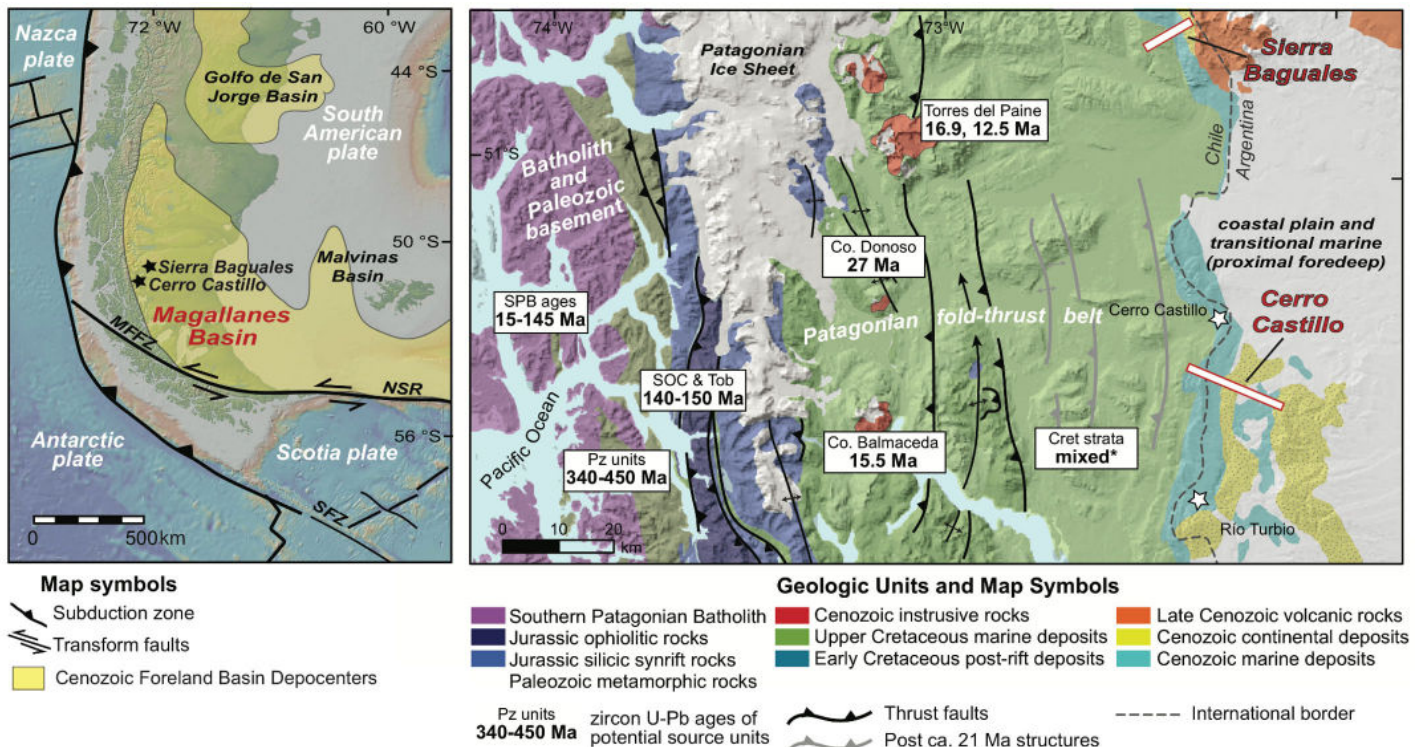 72°W
60 °W
Nazca
plate
44 °S
Golfo de San
Jorge Basin
South
American
plate
50 °S
Malvinas
Basin
Sierra Baguales
Cerro Castillo
Magallanes
Basin
MFFZ
NSR
56 °S
Antarctic
plate
Scotia plate
SFZ
0
500km
Map symbols
Subduction zone
Transform faults
Cenozoic Foreland Basin Depocenters
74°W
73°W
Patagonian
Ice Sheet
Sierra
Baguales
Torres del Paine
16.9, 12.5 Ma
51°S
Chile
Argentina
Batholith
and
Paleozoic
basement
coastal plain and
transitional marine
(proximal foredeep)
Co. Donoso
27 Ma
SPB ages
15-145 Ma
Cerro Castillo
Cerro
Castillo
Patagonian fold-thrust belt
SOC & Tob
140-150 Ma
Pacific Ocean
Co. Balmaceda
15.5 Ma
Cret strata
mixed*
Pz units
340-450 Ma
0 10 20
km
Río Turbio
Geologic Units and Map Symbols
Southern Patagonian Batholith
Jurassic ophiolitic rocks
Jurassic silicic synrift rocks
Paleozoic metamorphic rocks
Cenozoic instrusive rocks
Upper Cretaceous marine deposits
Early Cretaceous post-rift deposits
Late Cenozoic volcanic rocks
Cenozoic continental deposits
Cenozoic marine deposits
Pz units
340-450 Ma
zircon U-Pb ages of
potential source units
Thrust faults
Post ca. 21 Ma structures
International border